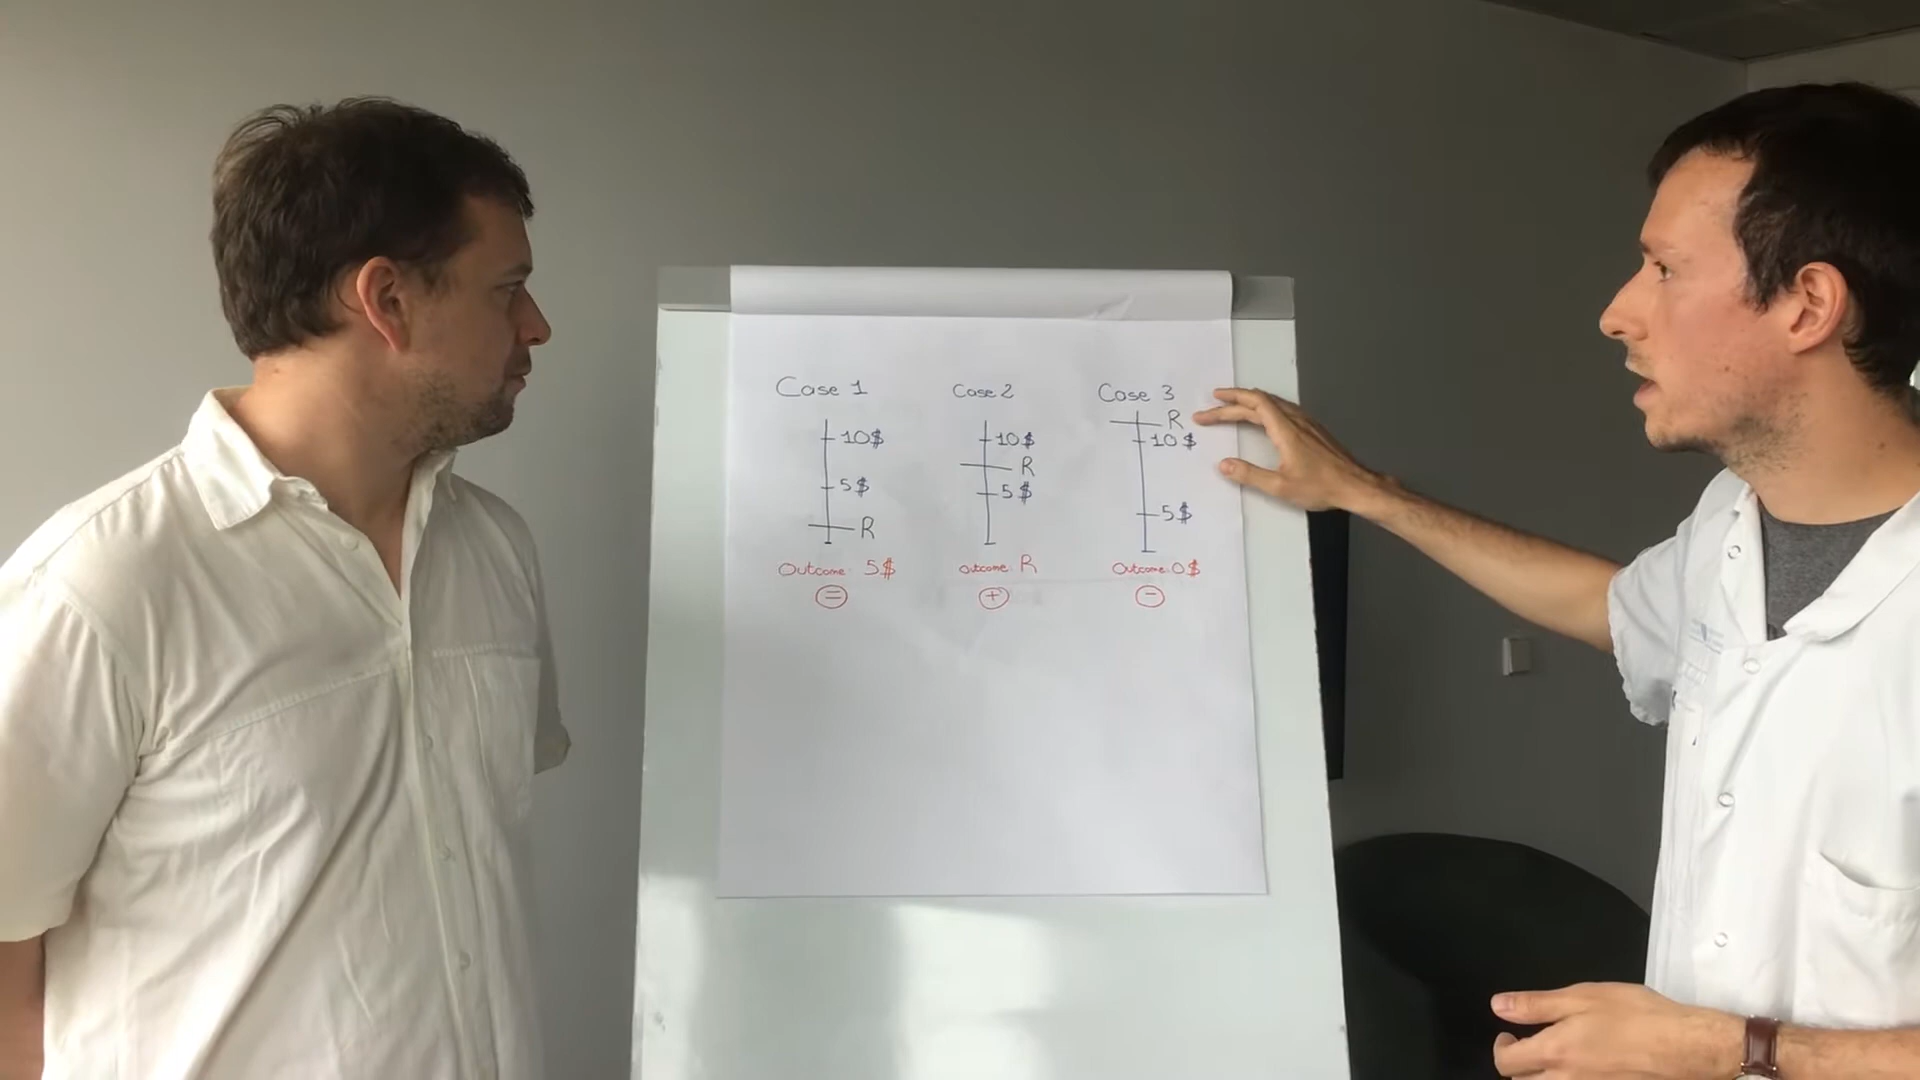 Case 1
10$
5$
R
Outcome: 5$
=
Case 2
10$
R
5$
Outcome: R
+
Case 3
R
10$
5$
Outcome: 0$
-